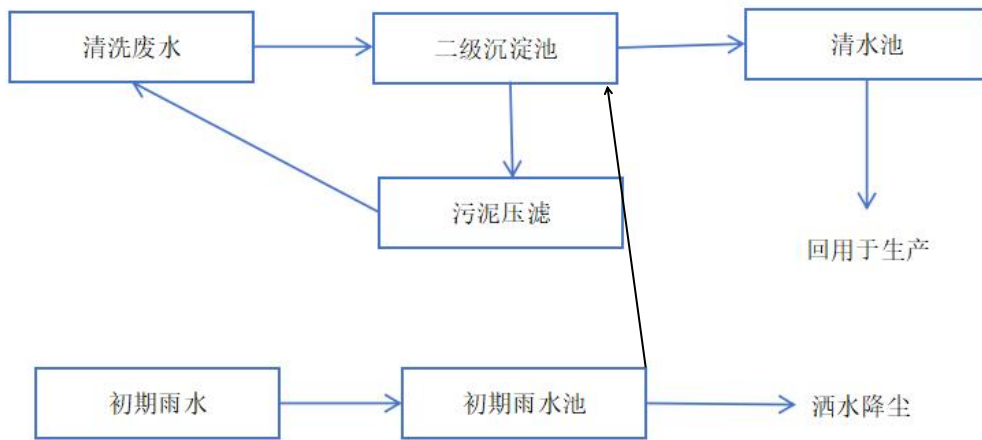 清洗废水
二级沉淀池
清水池
污泥压滤
回用于生产
初期雨水
初期雨水池
洒水降尘